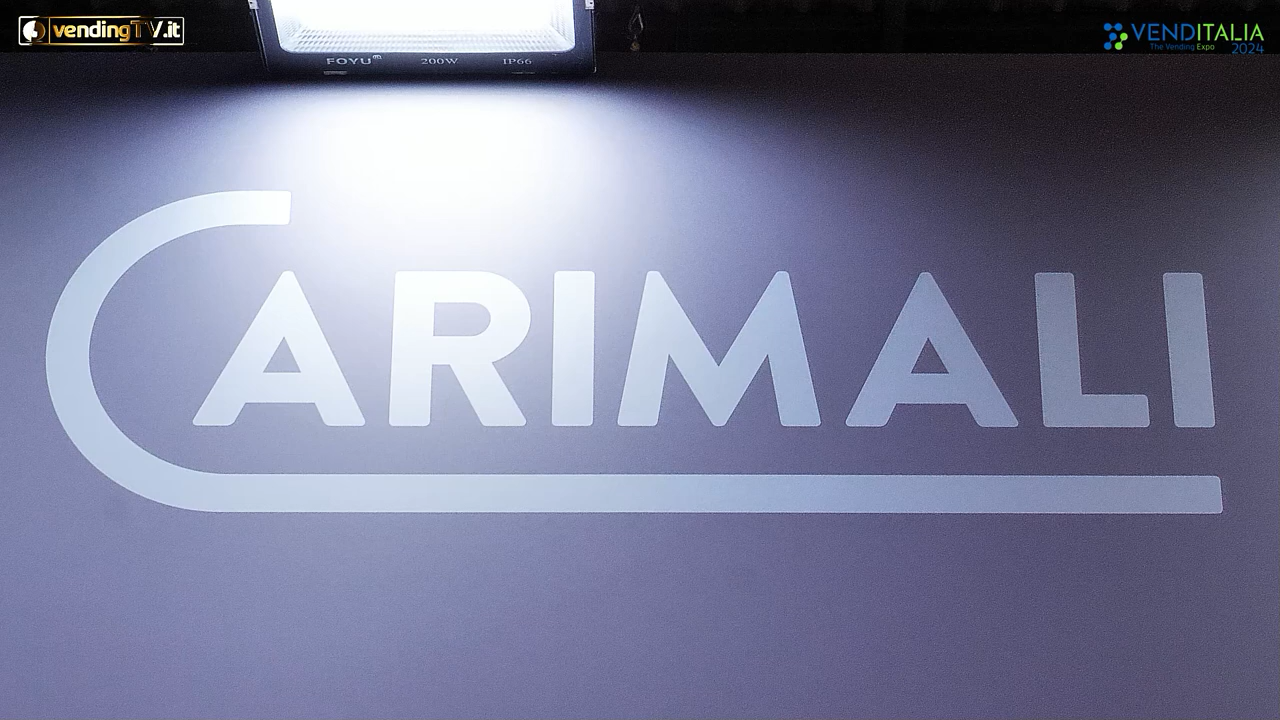 vendingTV.it
VENDITALIA
The Vending Expo 2024
FOYU® 200W IP66
CARIMALI